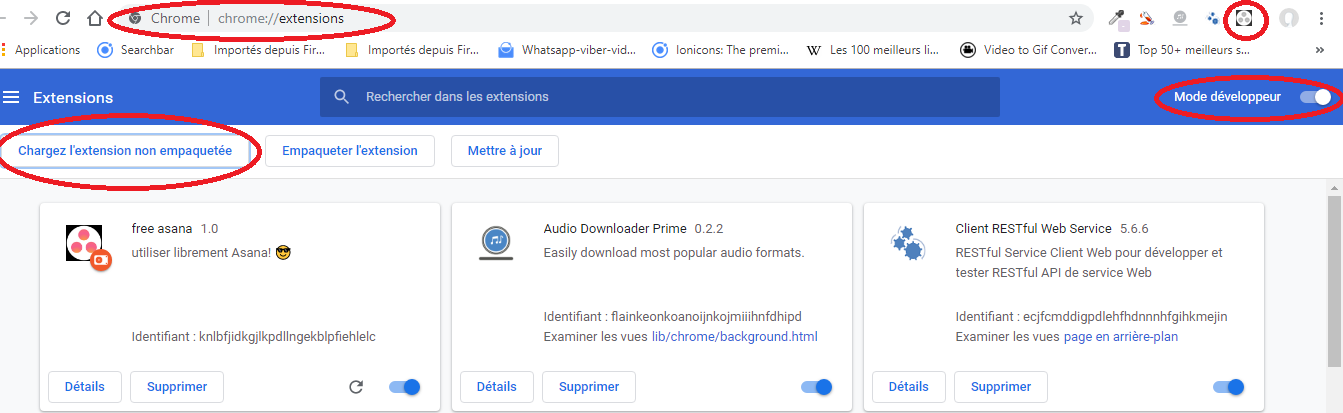 Chrome | chrome://extensions
Applications Searchbar Importés depuis Fir... Importés depuis Fir... Whatsapp-viber-vid... Ionicons: The premi... W Les 100 meilleurs li... Video to Gif Conver... T Top 50+ meilleurs s... »
Extensions Rechercher dans les extensions Mode développeur
Chargez l'extension non empaquetée Empaqueter l'extension Mettre à jour
free asana 1.0
utiliser librement Asana! 😎
Identifiant : knlbfjidkgjlkpdllngekblpfiehlelc
Détails Supprimer
Audio Downloader Prime 0.2.2
Easily download most popular audio formats.
Identifiant : flainkeonkoanoijnkojmiiihnfdhipd
Examiner les vues lib/chrome/background.html
Détails Supprimer
Client RESTful Web Service 5.6.6
RESTful Service Client Web pour développer et
tester RESTful API de service Web
Identifiant : ecjfcmddigpdlehfhdnnnhfgihkmejin
Examiner les vues page en arrière-plan
Détails Supprimer